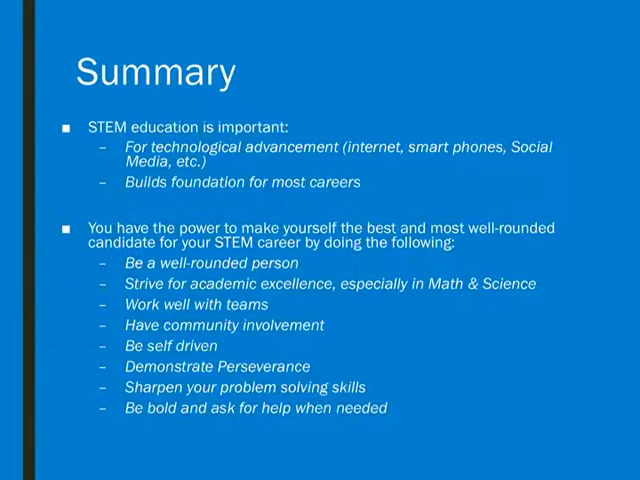 Summary
■ STEM education is important:
– For technological advancement (internet, smart phones, Social
Media, etc.)
– Builds foundation for most careers
■ You have the power to make yourself the best and most well-rounded
candidate for your STEM career by doing the following:
– Be a well-rounded person
– Strive for academic excellence, especially in Math & Science
– Work well with teams
– Have community involvement
– Be self driven
– Demonstrate Perseverance
– Sharpen your problem solving skills
– Be bold and ask for help when needed